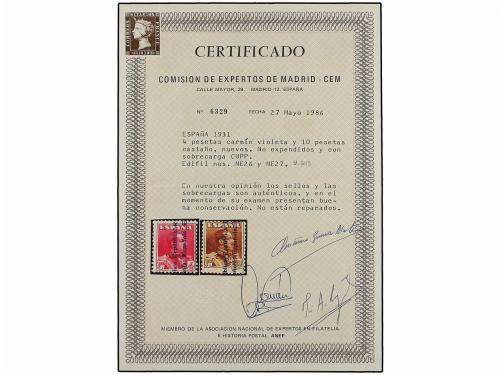 CERTIFICADO
COMISION DE EXPERTOS DE MADRID - CEM
CALLE MAYOR, 29. MADRID-13. ESPAÑA
Nº 6329 FECHA 27 Mayo 1986
ESPAÑA 1931
4 pesetas carmín violeta y 10 pesetas
castaño, nuevos. No expendidos y con
sobrecarga CUPP.
Edifil nos. NE26 y NE27.
En nuestra opinión los sellos y las
sobrecargas son auténticos, y en el mo-
mento de su examen presentan bue
na conservación. No están reparados.
ESPAÑA ESPAÑA
MIEMBRO DE LA ASOCIACION NACIONAL DE EXPERTOS EN FILATELIA
E HISTORIA POSTAL. ANEF